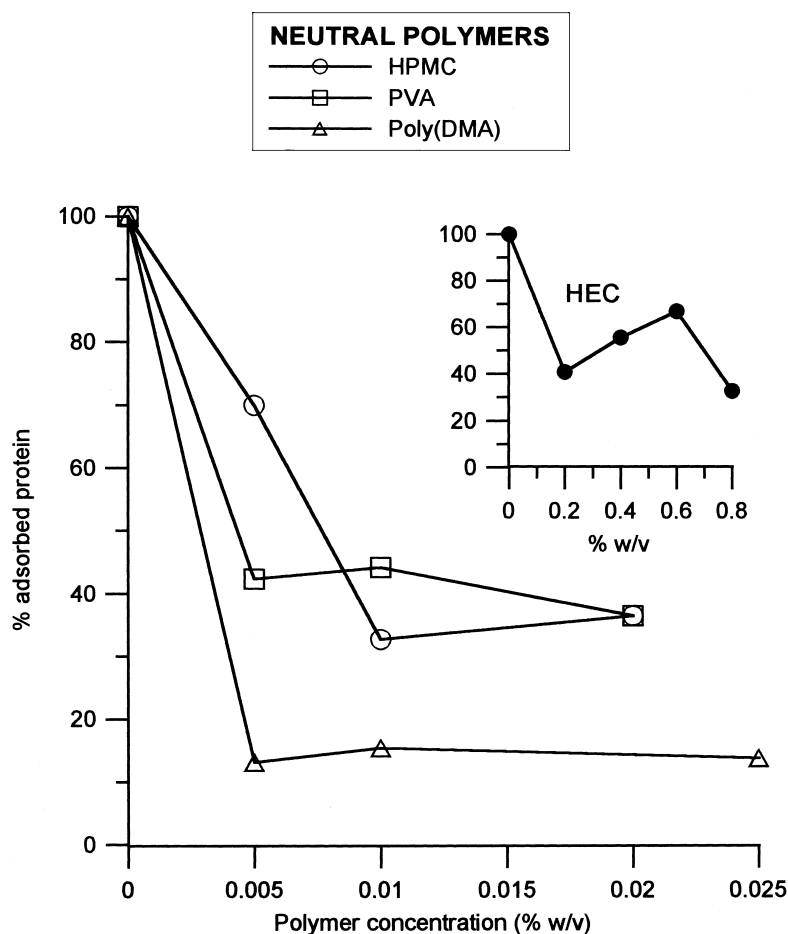 NEUTRAL POLYMERS
HPMC
PVA
Poly(DMA)
100
80
60
40
20
0
% adsorbed protein
0 0.005 0.01 0.015 0.02 0.025
Polymer concentration (% w/v)
100
80
60
40
20
0
HEC
0 0.2 0.4 0.6 0.8
% w/v